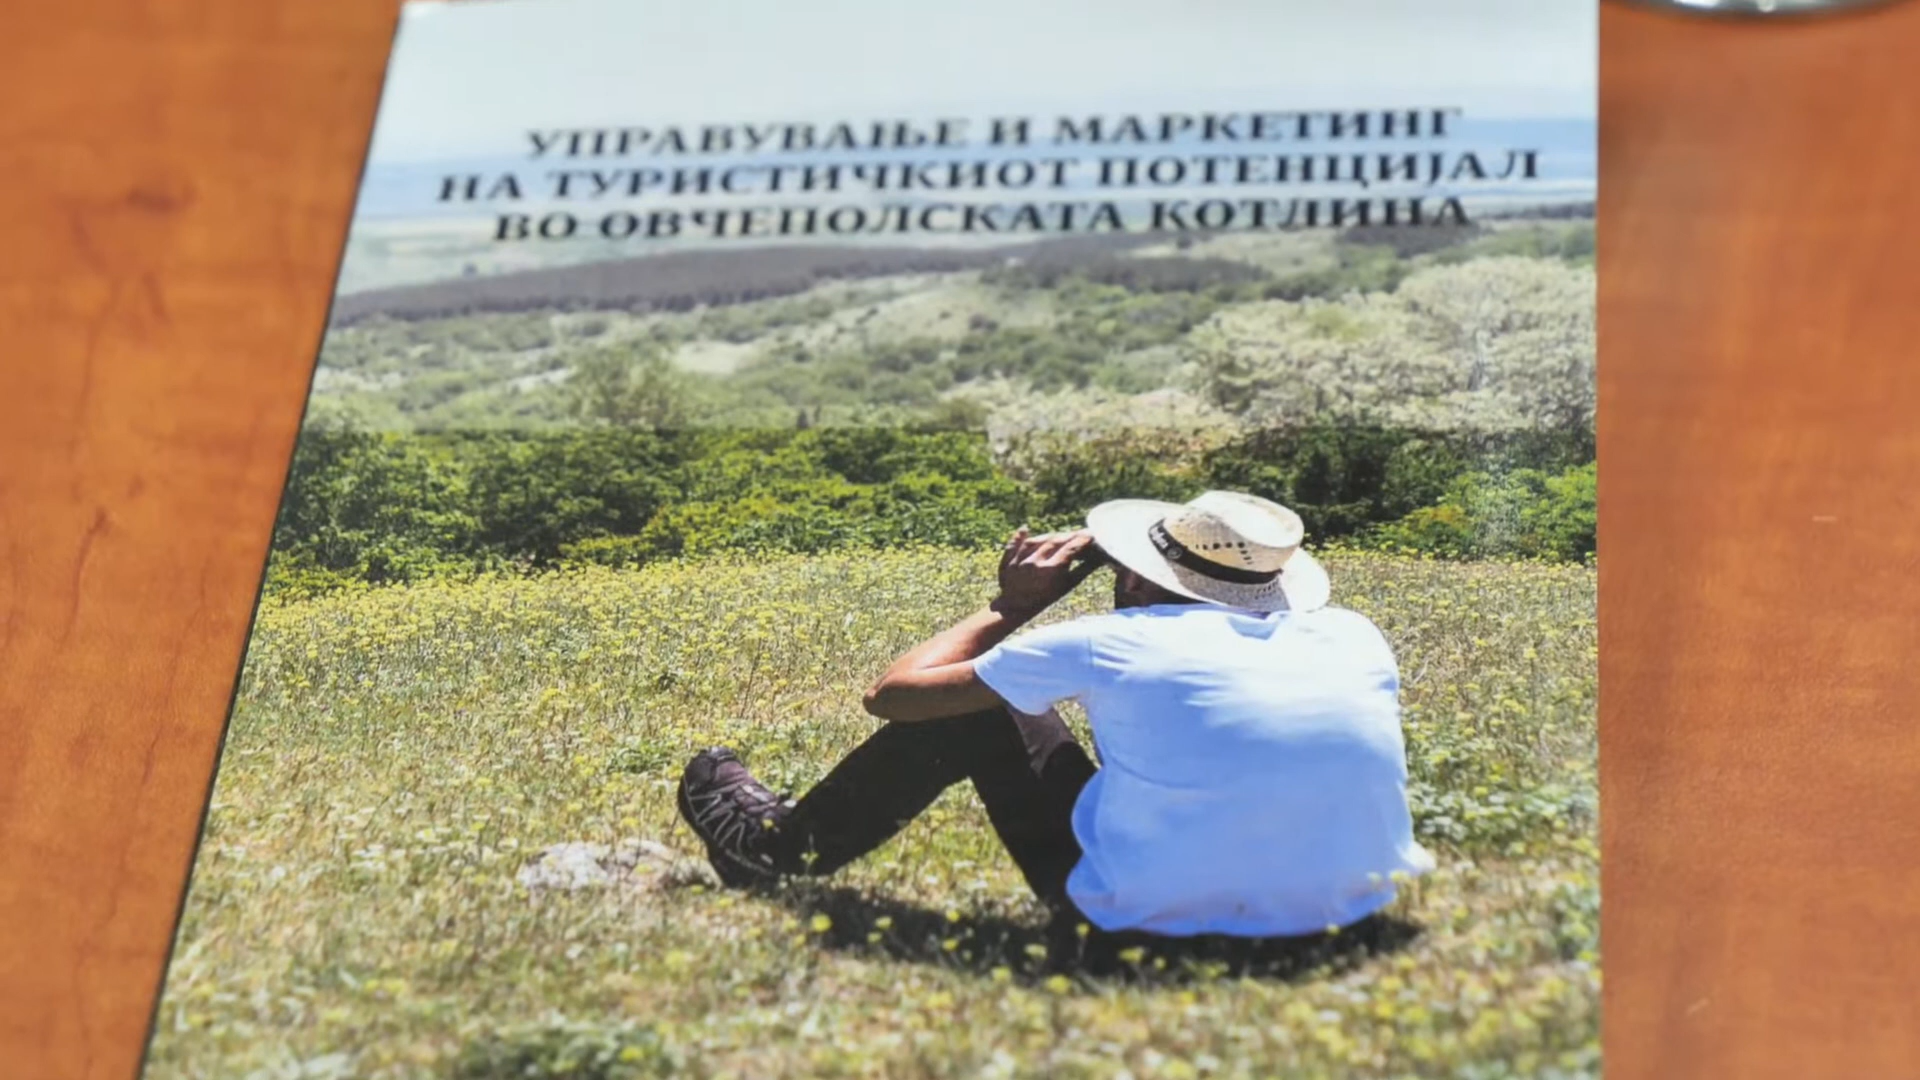 УПРАВУВАЊЕ И МАРКЕТИНГ
НА ТУРИСТИЧКИОТ ПОТЕНЦИЈАЛ
ВО ОВЧЕПОЛСКАТА КОТЛИНА